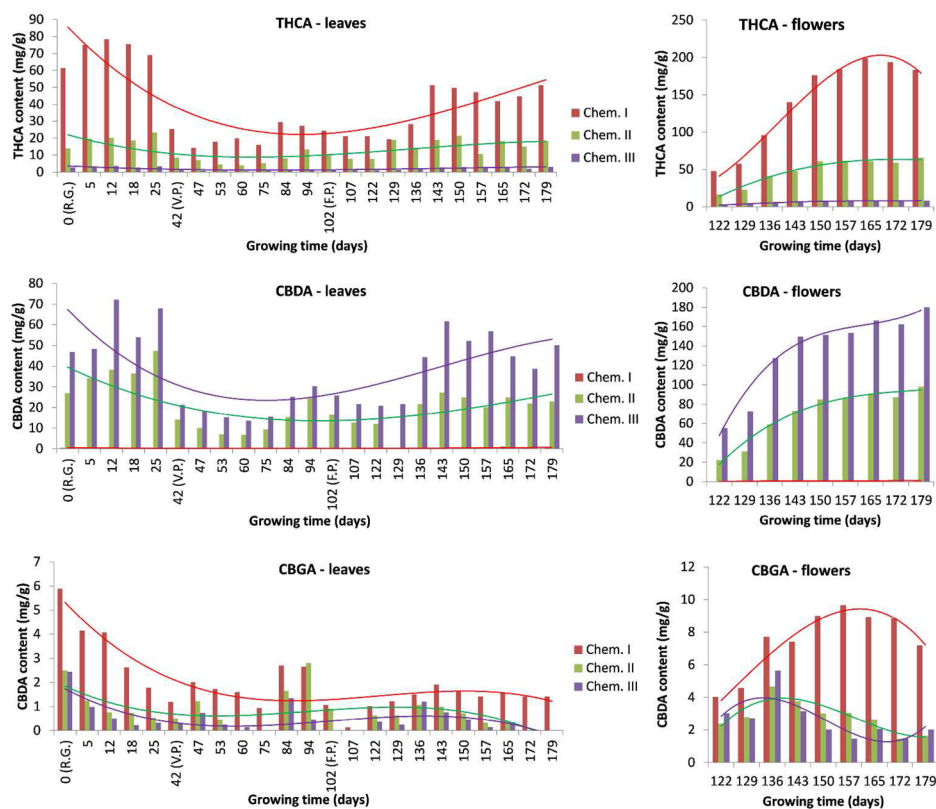 THCA - leaves
THCA content (mg/g)
90
80
70
60
50
40
30
20
10
0
0 (R.G.) 5 12 18 25 42 (V.P.) 47 53 60 75 84 94 102 (F.P.) 107 122 129 136 143 150 157 165 172 179
Growing time (days)
Chem. I
Chem. II
Chem. III
THCA - flowers
THCA content (mg/g)
250
200
150
100
50
0
122 129 136 143 150 157 165 172 179
Growing time (days)
CBDA - leaves
CBDA content (mg/g)
80
70
60
50
40
30
20
10
0
0 (R.G.) 5 12 18 25 42 (V.P.) 47 53 60 75 84 94 102 (F.P.) 107 122 129 136 143 150 157 165 172 179
Growing time (days)
Chem. I
Chem. II
Chem. III
CBDA - flowers
CBDA content (mg/g)
200
180
160
140
120
100
80
60
40
20
0
122 129 136 143 150 157 165 172 179
Growing time (days)
CBGA - leaves
CBDA content (mg/g)
7
6
5
4
3
2
1
0
0 (R.G.) 5 12 18 25 42 (V.P.) 47 53 60 75 84 94 102 (F.P.) 107 122 129 136 143 150 157 165 172 179
Growing time (days)
Chem. I
Chem. II
Chem. III
CBGA - flowers
CBDA content (mg/g)
12
10
8
6
4
2
0
122 129 136 143 150 157 165 172 179
Growing time (days)